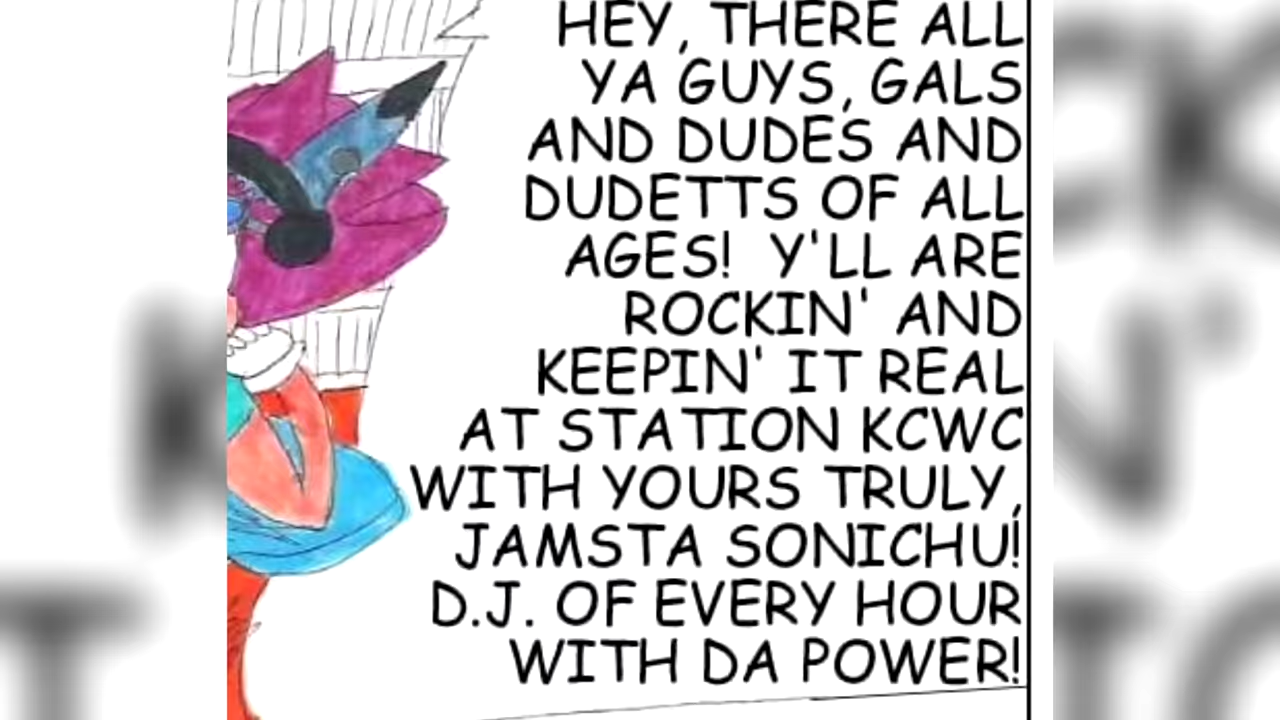 HEY, THERE ALL
YA GUYS, GALS
AND DUDES AND
DUDETTS OF ALL
AGES! Y'LL ARE
ROCKIN' AND
KEEPIN' IT REAL
AT STATION KCWC
WITH YOURS TRULY,
JAMSTA SONICHU!
D.J. OF EVERY HOUR
WITH DA POWER!